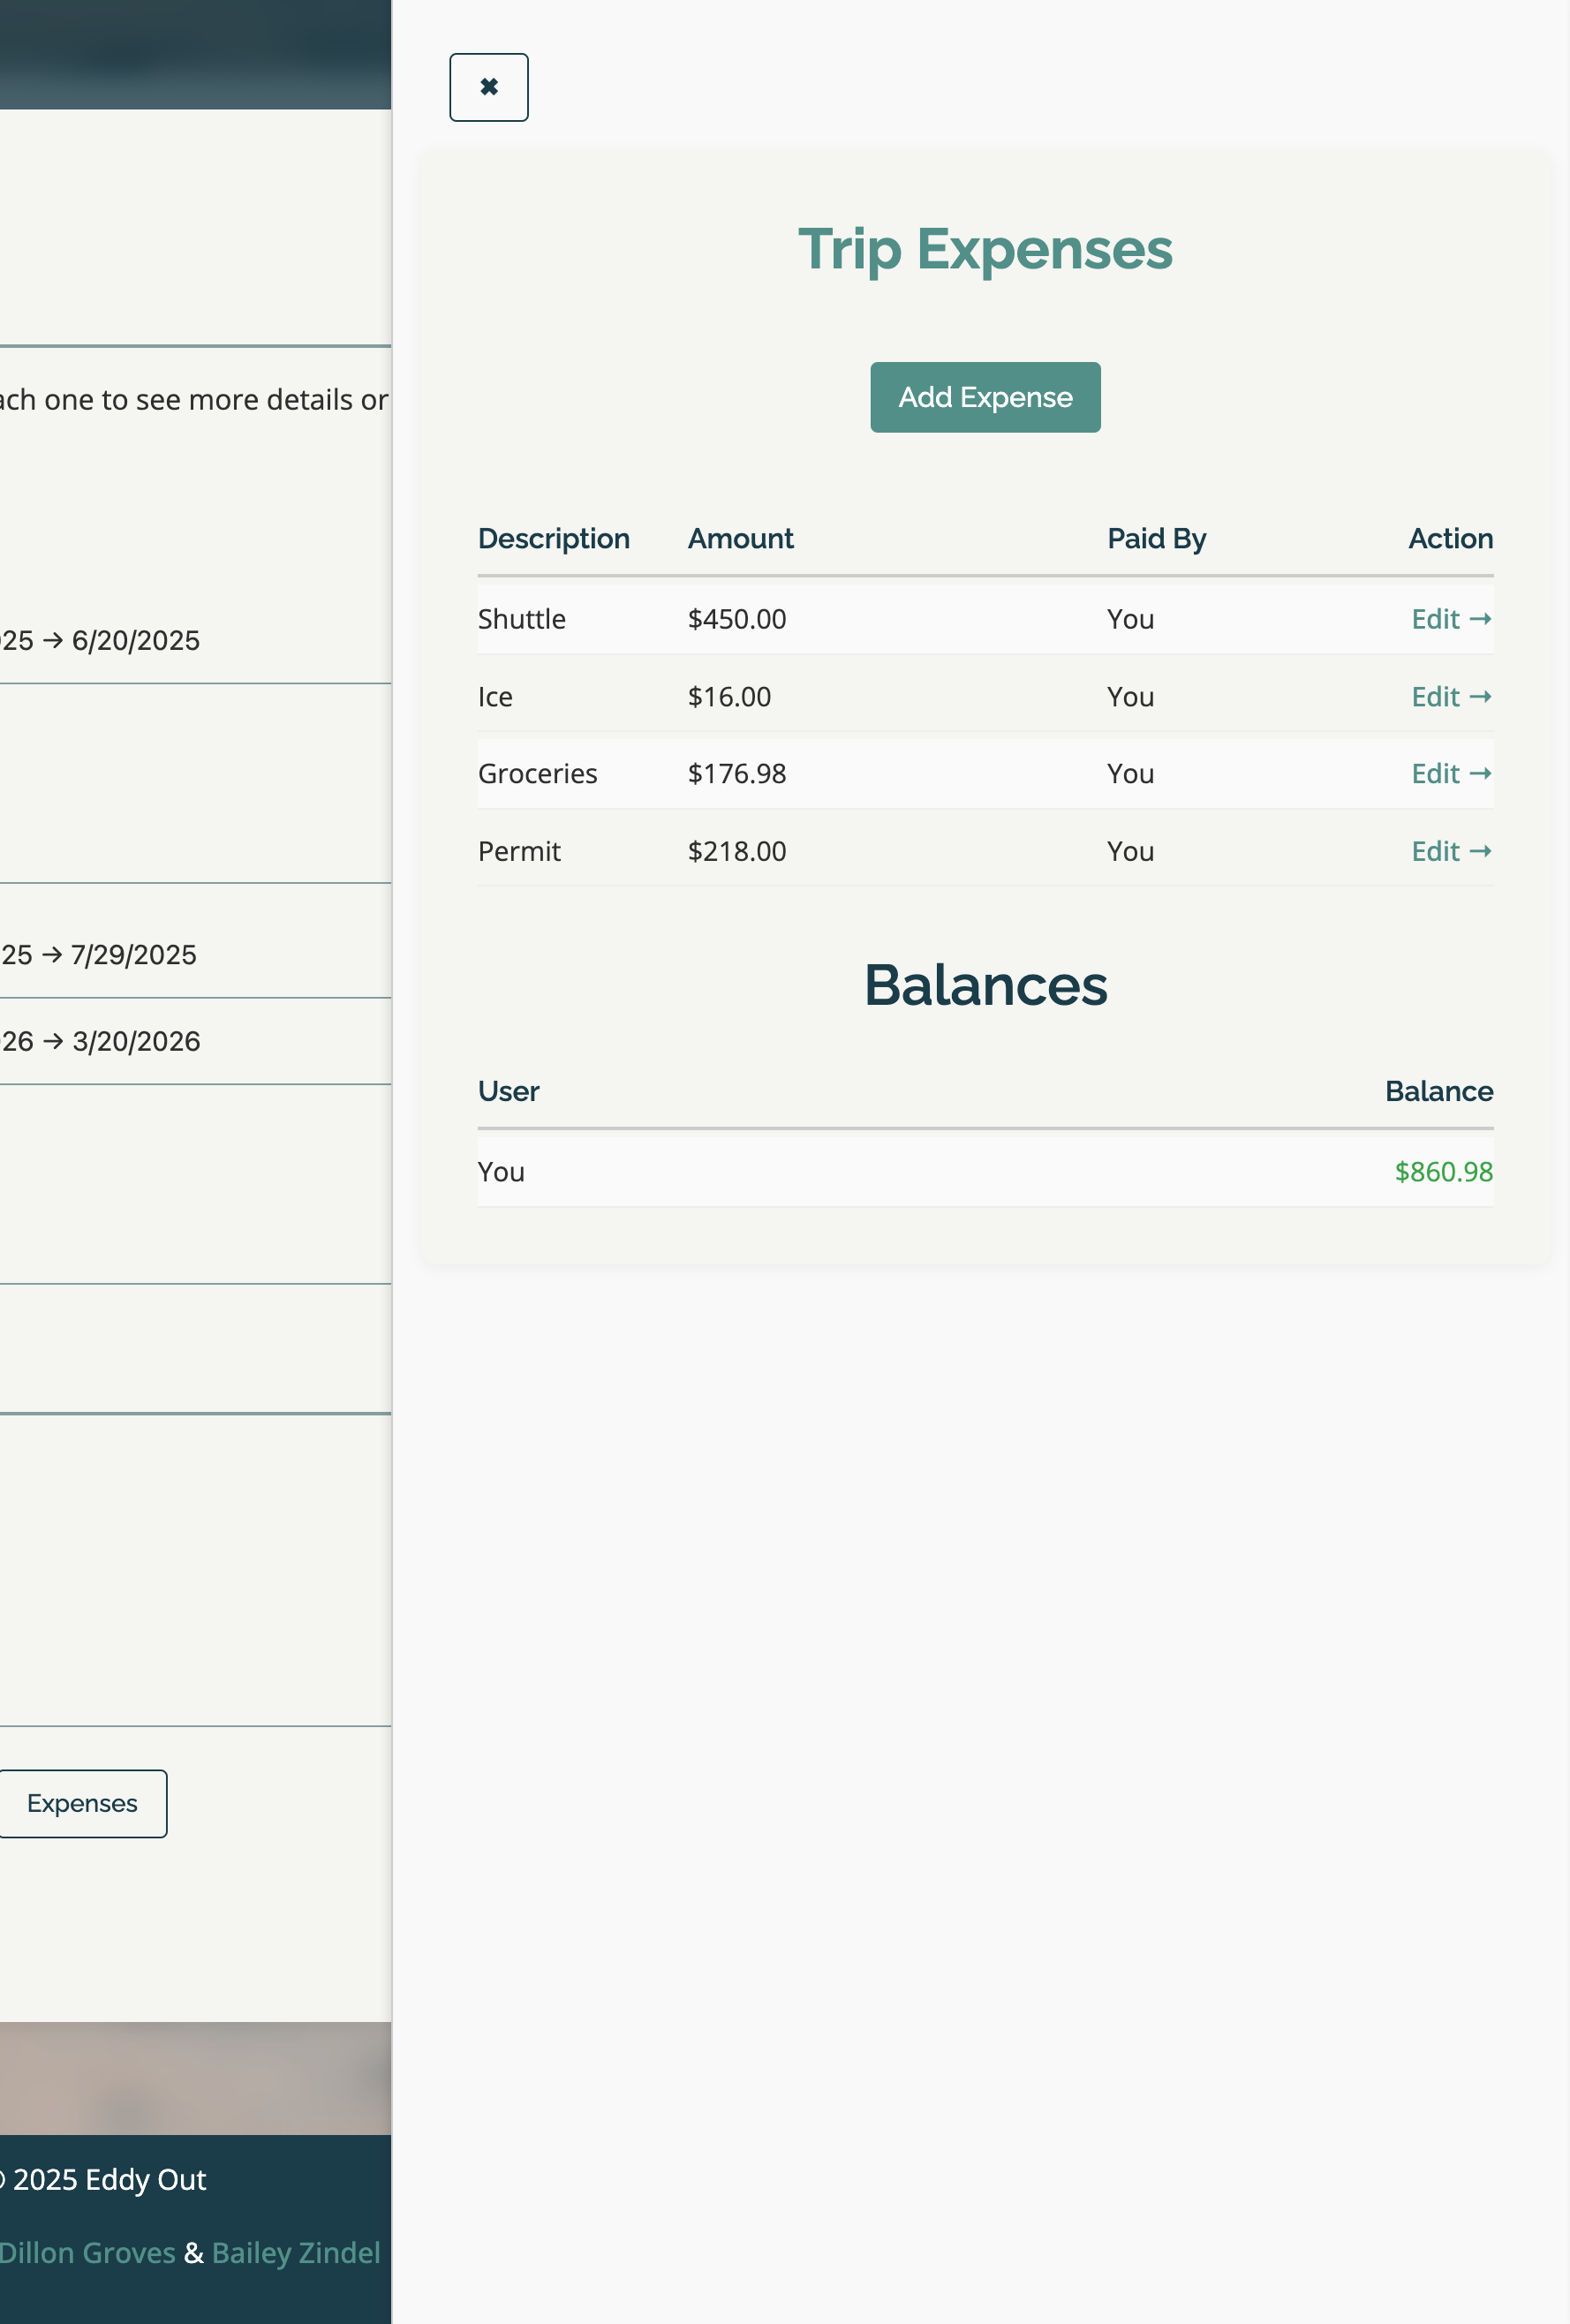 ✖
Trip Expenses
Add Expense
Description Amount Paid By Action
Shuttle $450.00 You Edit →
Ice $16.00 You Edit →
Groceries $176.98 You Edit →
Permit $218.00 You Edit →
Balances
User Balance
You $860.98
ach one to see more details or
25 → 6/20/2025
25 → 7/29/2025
26 → 3/20/2026
Expenses
2025 Eddy Out
Dillon Groves & Bailey Zindel